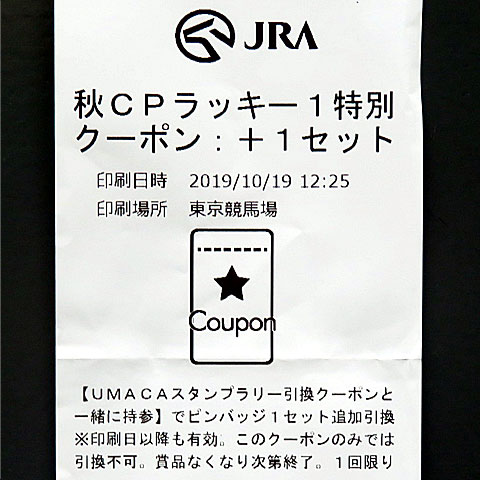 JRA
秋CPラッキー1特別
クーポン：＋1セット
印刷日時 2019/10/19 12:25
印刷場所 東京競馬場
Coupon
【UMACAスタンプラリー引換クーポンと
一緒に持参】でピンバッジ1セット追加引換
※印刷日以降も有効。このクーポンのみでは
引換不可。賞品なくなり次第終了。1回限り